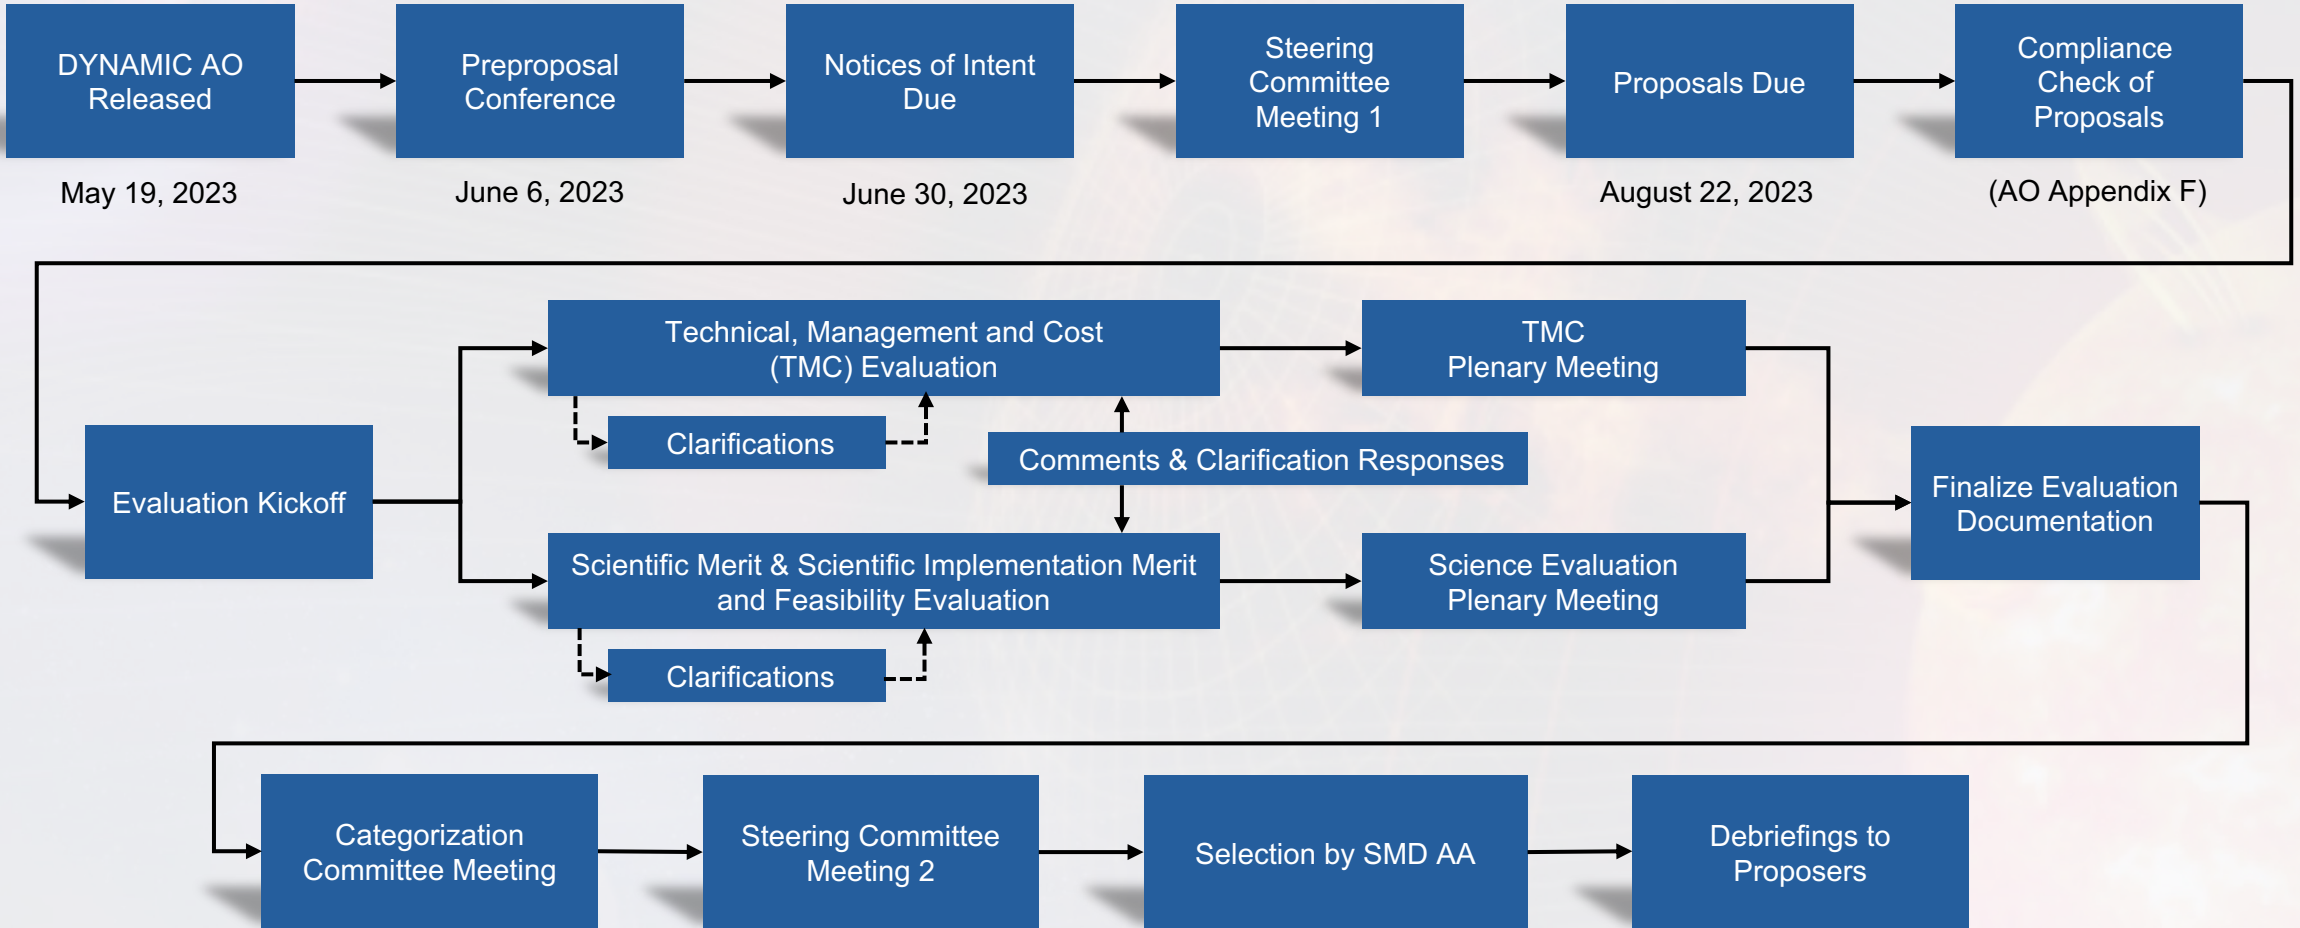 DYNAMIC AO
Released
Preproposal
Conference
Notices of Intent
Due
Steering
Committee
Meeting 1
Proposals Due
Compliance
Check of
Proposals
May 19, 2023
June 6, 2023
June 30, 2023
August 22, 2023
(AO Appendix F)
Technical, Management and Cost
(TMC) Evaluation
TMC
Plenary Meeting
Clarifications
Comments & Clarification Responses
Evaluation Kickoff
Finalize Evaluation
Documentation
Scientific Merit & Scientific Implementation Merit
and Feasibility Evaluation
Science Evaluation
Plenary Meeting
Clarifications
Categorization
Committee Meeting
Steering Committee
Meeting 2
Selection by SMD AA
Debriefings to
Proposers